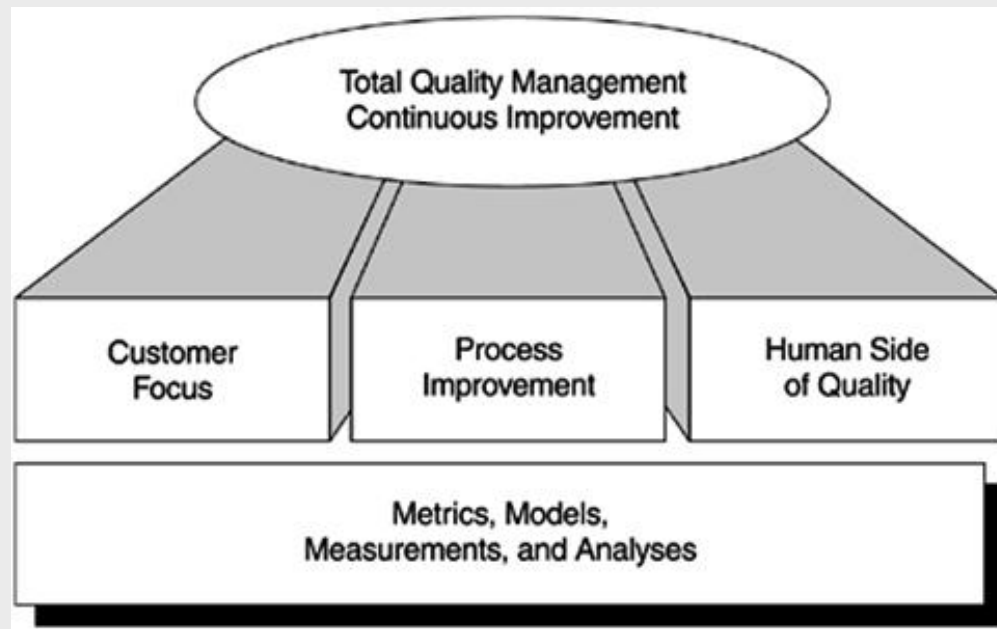 Total Quality Management
Continuous Improvement
Customer
Focus
Process
Improvement
Human Side
of Quality
Metrics, Models,
Measurements, and Analyses